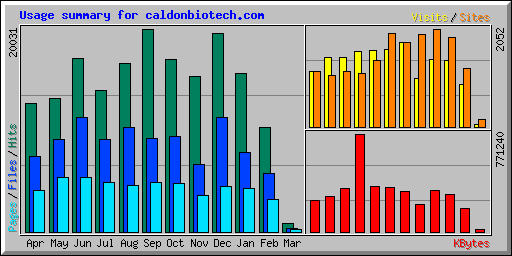 Usage summary for caldonbiotech.com
Visits / Sites
20031
2052
Pages / Files / Hits
771240
Apr May Jun Jul Aug Sep Oct Nov Dec Jan Feb Mar
KBytes